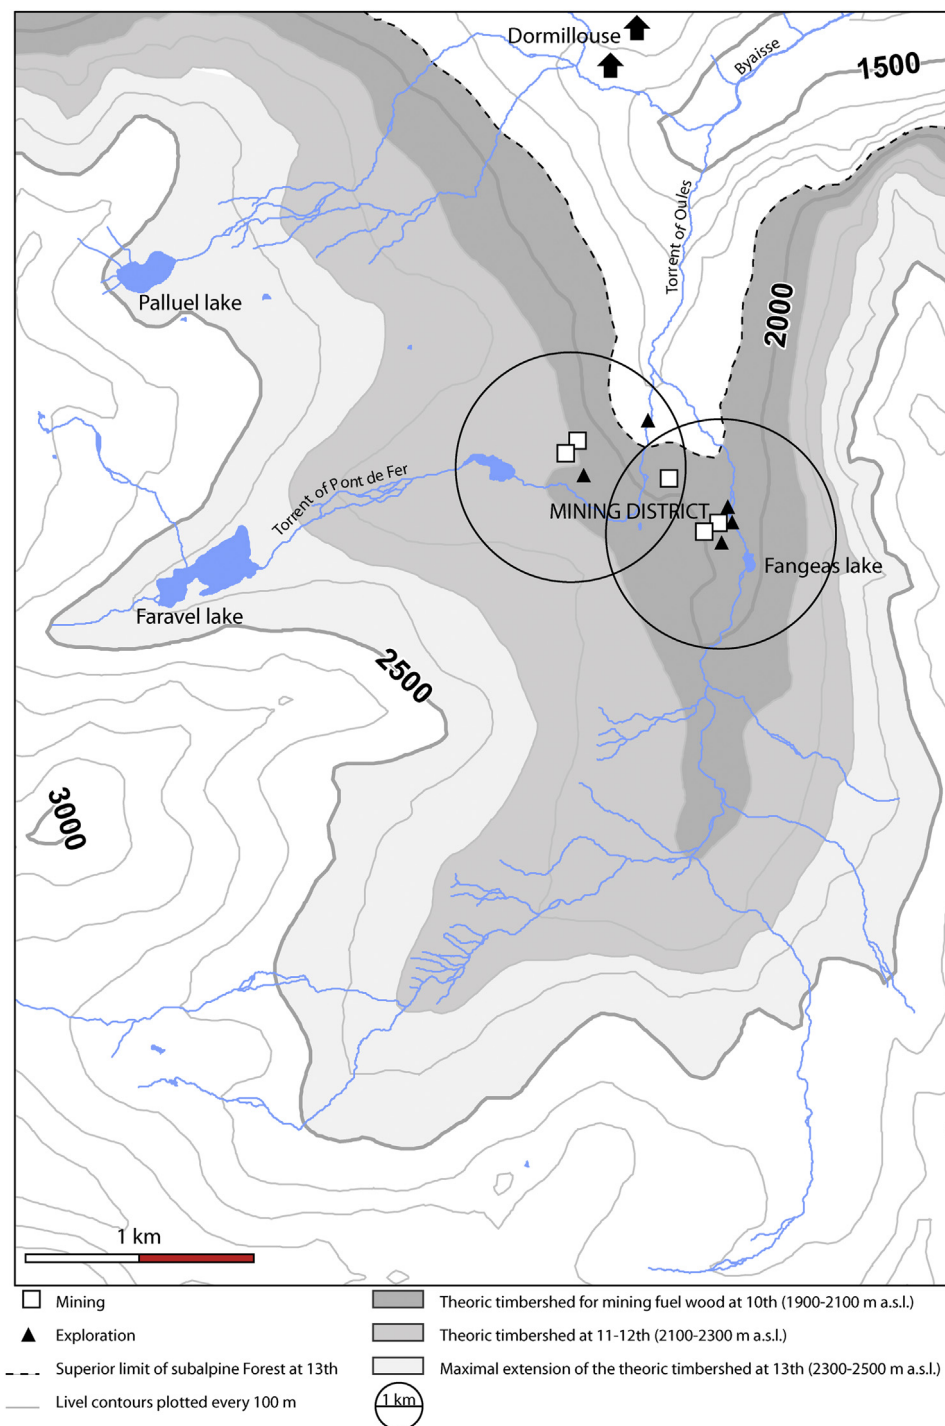 Dormillouse
Byaisse
1500
Torrent of Oules
2000
Palluel lake
Torrent of Pont de Fer
MINING DISTRICT
Fangeas lake
Faravel lake
2500
3000
1 km
Mining
Exploration
Superior limit of subalpine Forest at 13th
Livel contours plotted every 100 m
Theoric timbershed for mining fuel wood at 10th (1900-2100 m a.s.l.)
Theoric timbershed at 11-12th (2100-2300 m a.s.l.)
Maximal extension of the theoric timbershed at 13th (2300-2500 m a.s.l.)
1 km